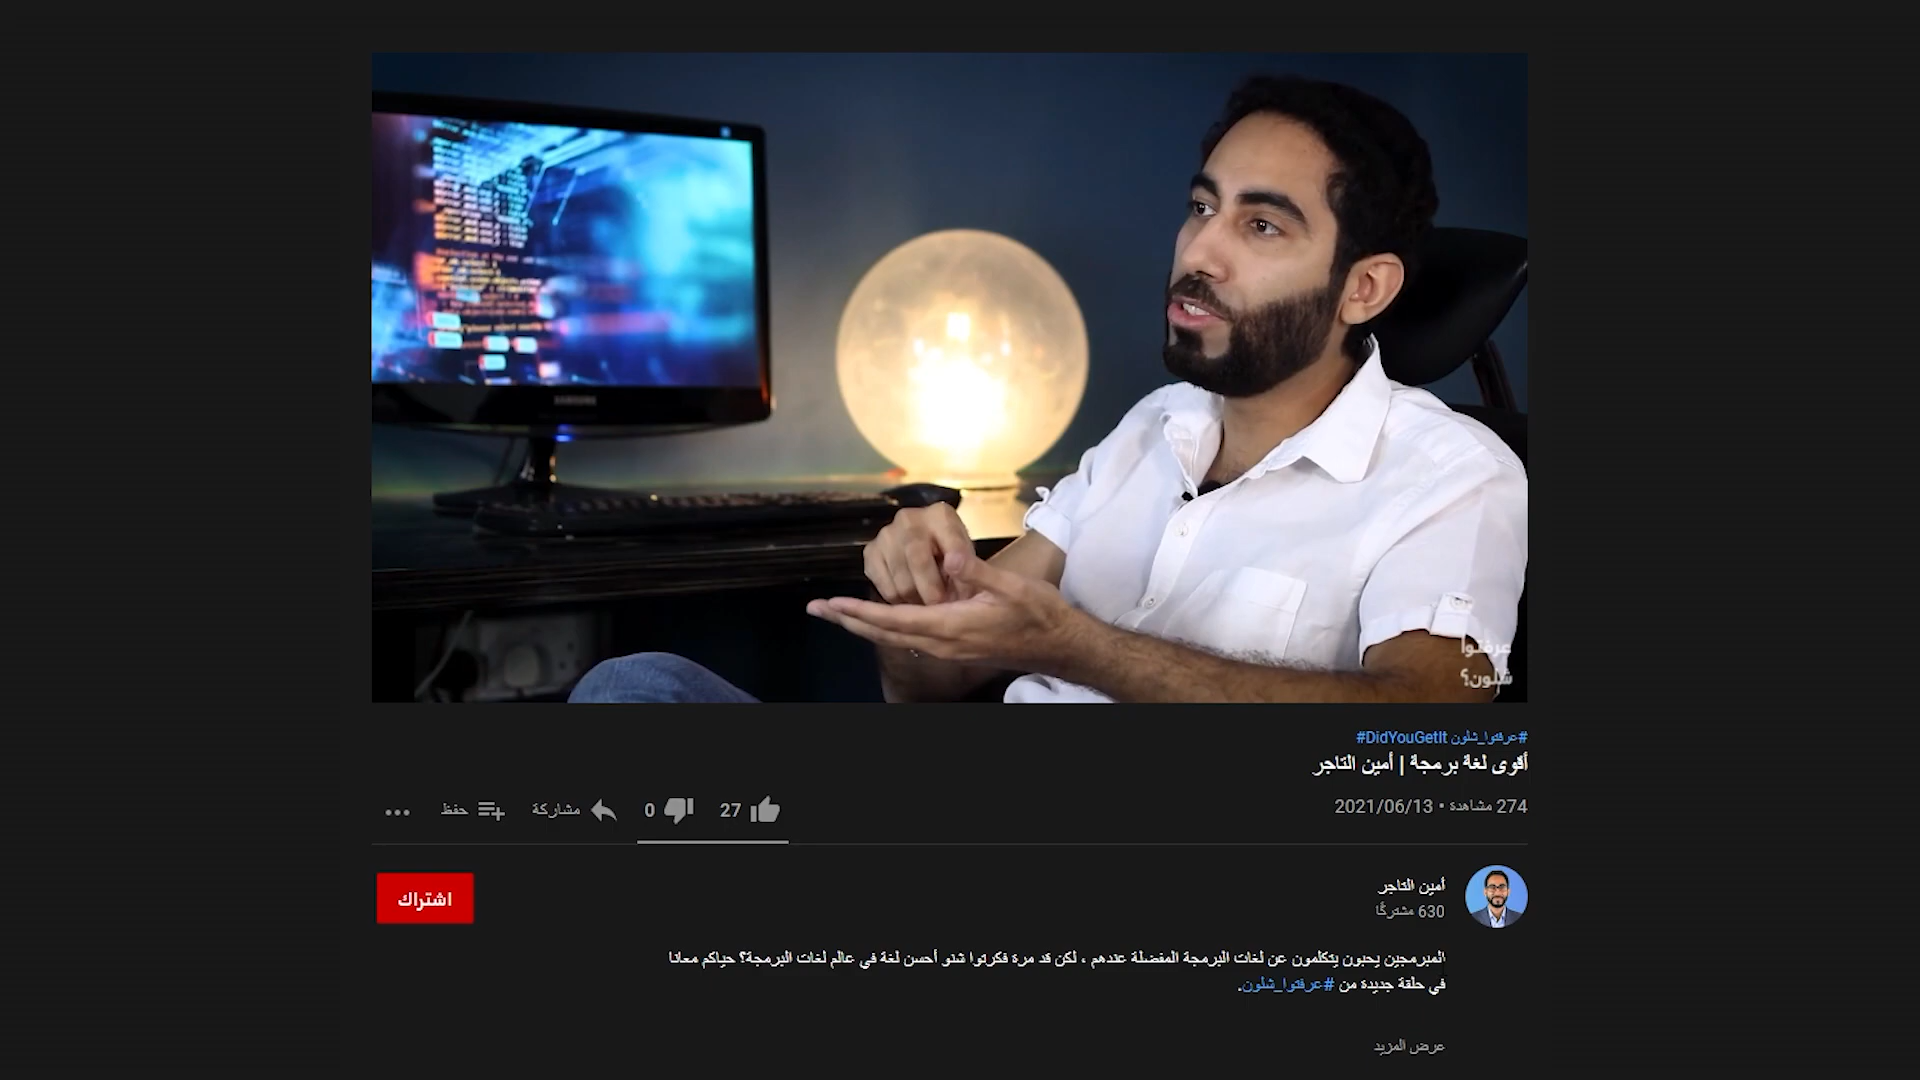 SAMSUNG
عرفتوا
شلون؟
#عرفتوا_شلون #DidYouGetIt
أقوى لغة برمجة | أمين التاجر
274 مشاهدة • 2021/06/13
27
0
مشاركة
حفظ
أمين التاجر
630 مشتركًا
اشتراك
المبرمجين يحبون يتكلمون عن لغات البرمجة المفضلة عندهم ، لكن قد مرة فكرتوا شنو أحسن لغة في عالم لغات البرمجة؟ حياكم معانا
في حلقة جديدة من #عرفتوا_شلون.
عرض المزيد